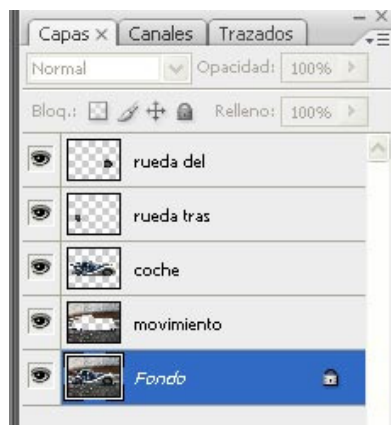 Capas × Canales Trazados
Normal Opacidad: 100%
Bloq.: Relleno: 100%
rueda del
rueda tras
coche
movimiento
Fondo